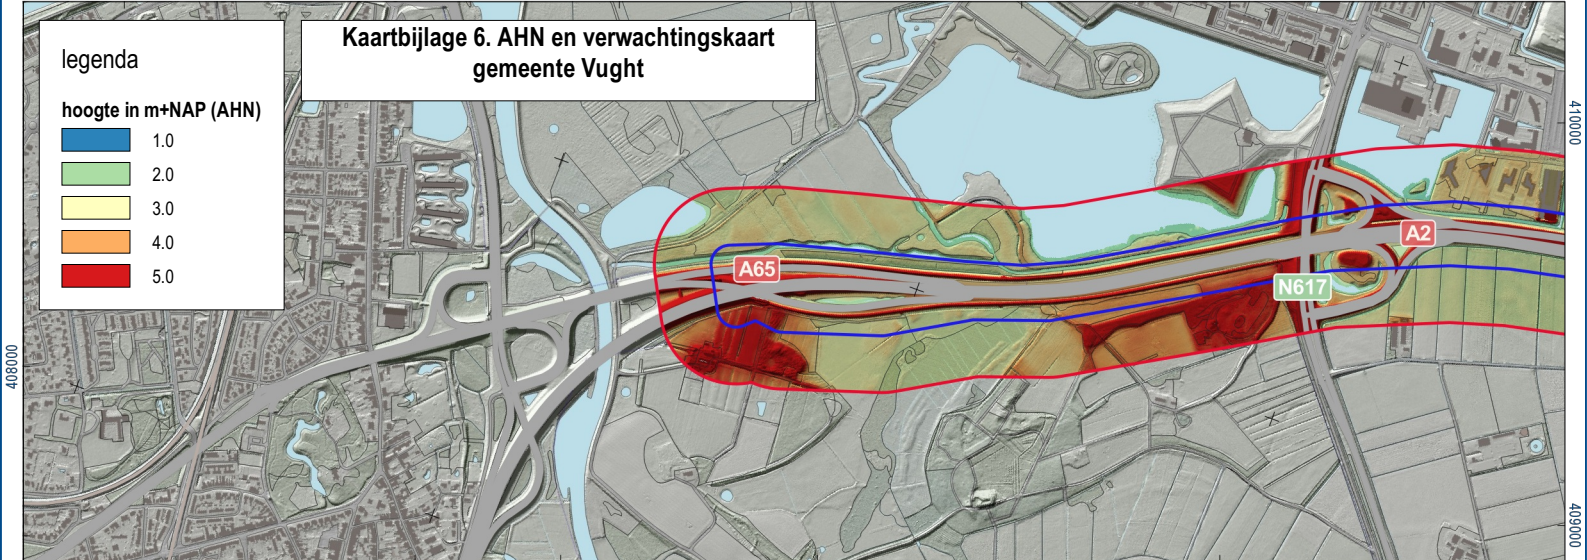 Kaartbijlage 6. AHN en verwachtingskaart
gemeente Vught
legenda
hoogte in m+NAP (AHN)
1.0
2.0
3.0
4.0
5.0
A65
A2
N617
410000
408000
409000